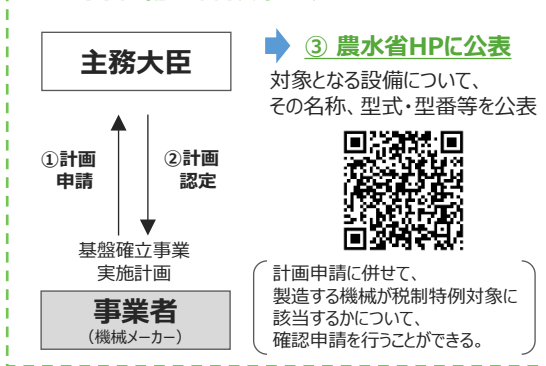 主務大臣
①計画
申請
②計画
認定
基盤確立事業
実施計画
事業者
（機械メーカー）
③ 農水省HPに公表
対象となる設備について、
その名称、型式・型番等を公表
計画申請に併せて、
製造する機械が税制特例対象に
該当するかについて、
確認申請を行うことができる。